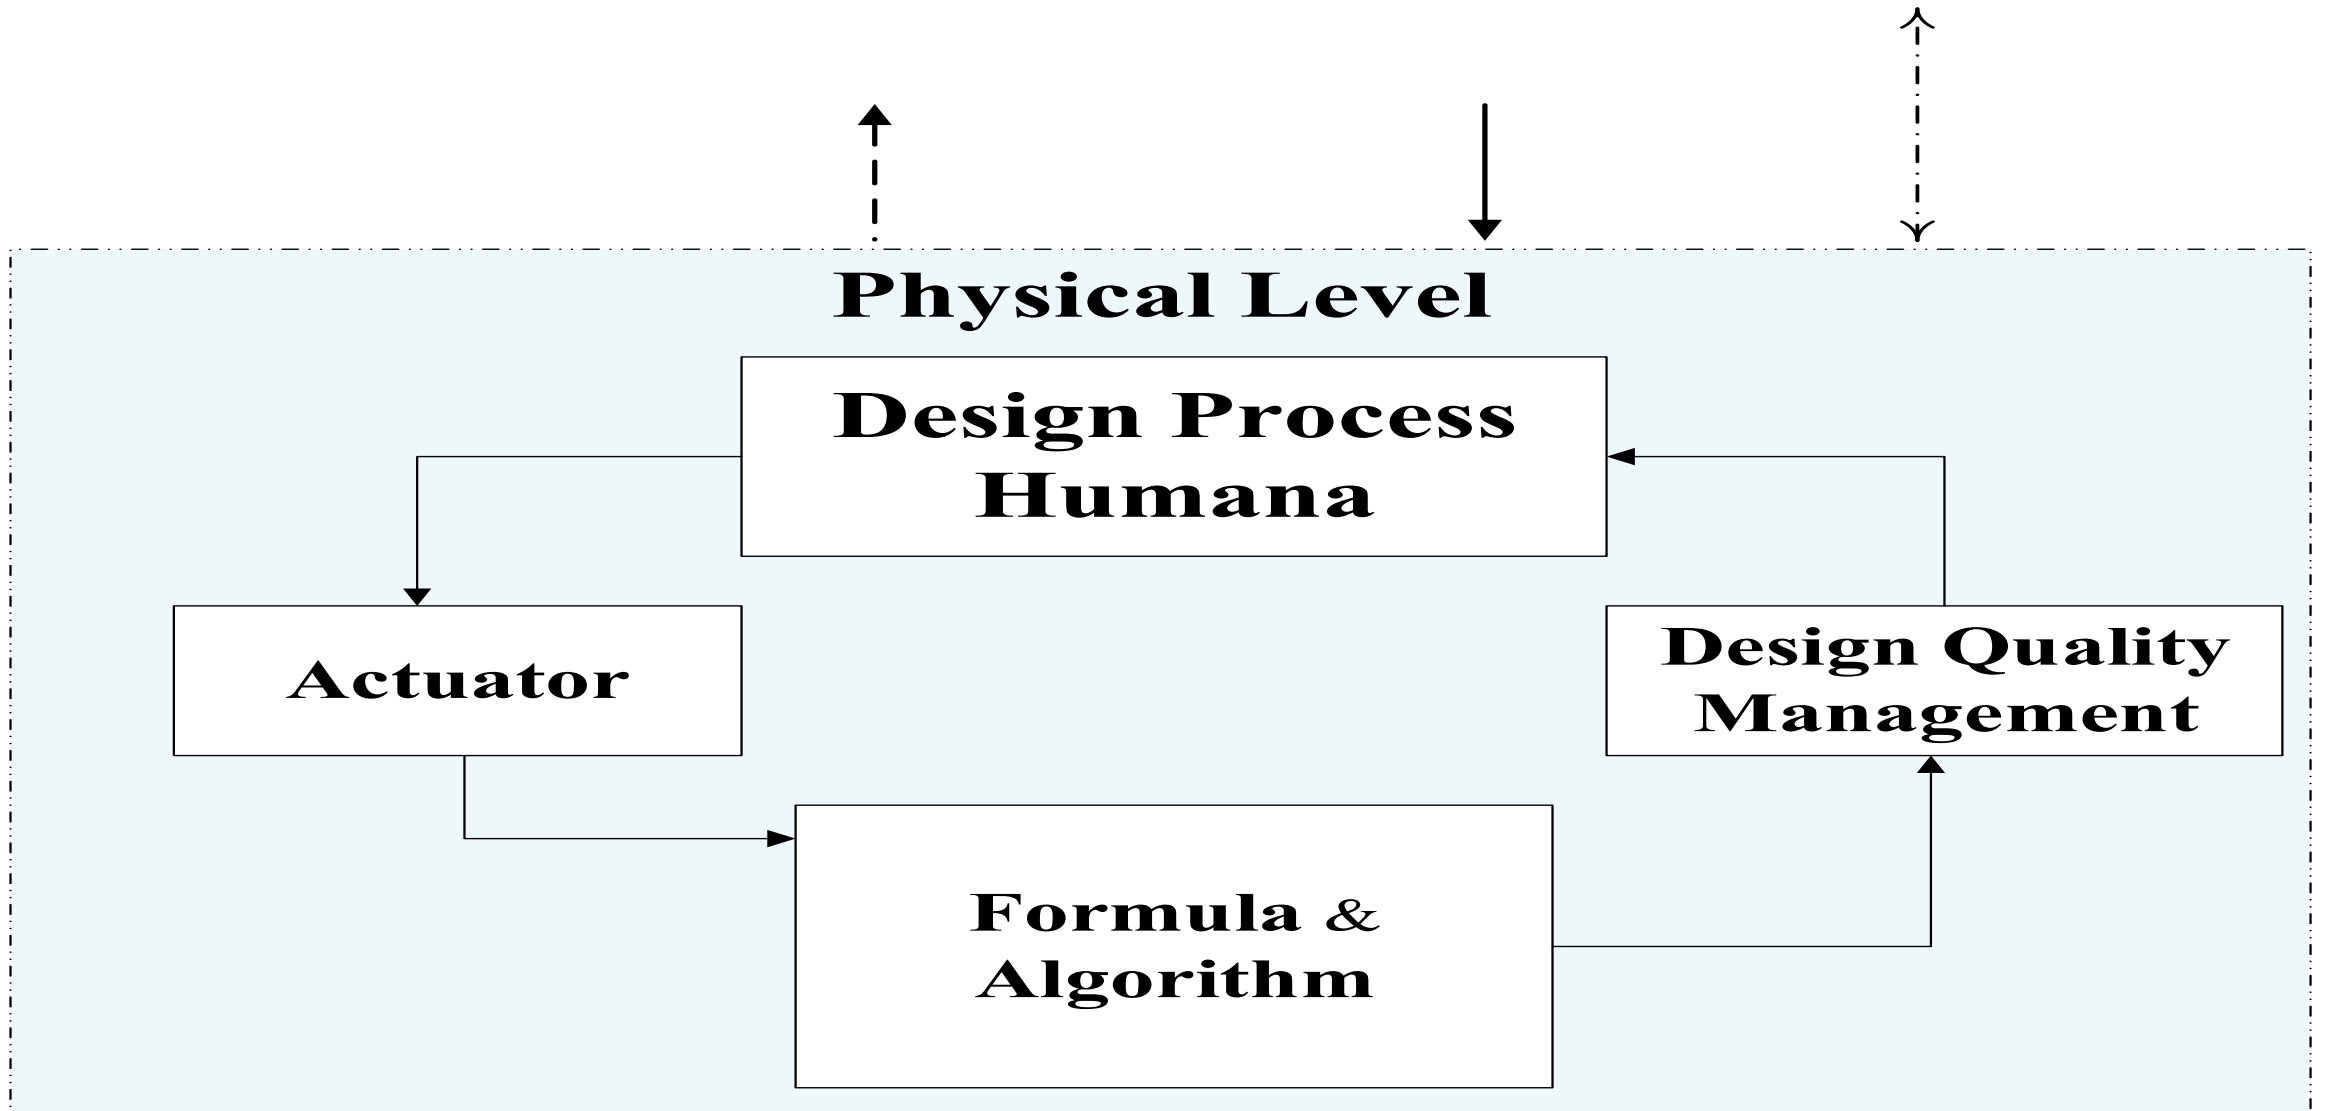 Physical Level
Design Process
Humana
Actuator
Design Quality
Management
Formula &
Algorithm